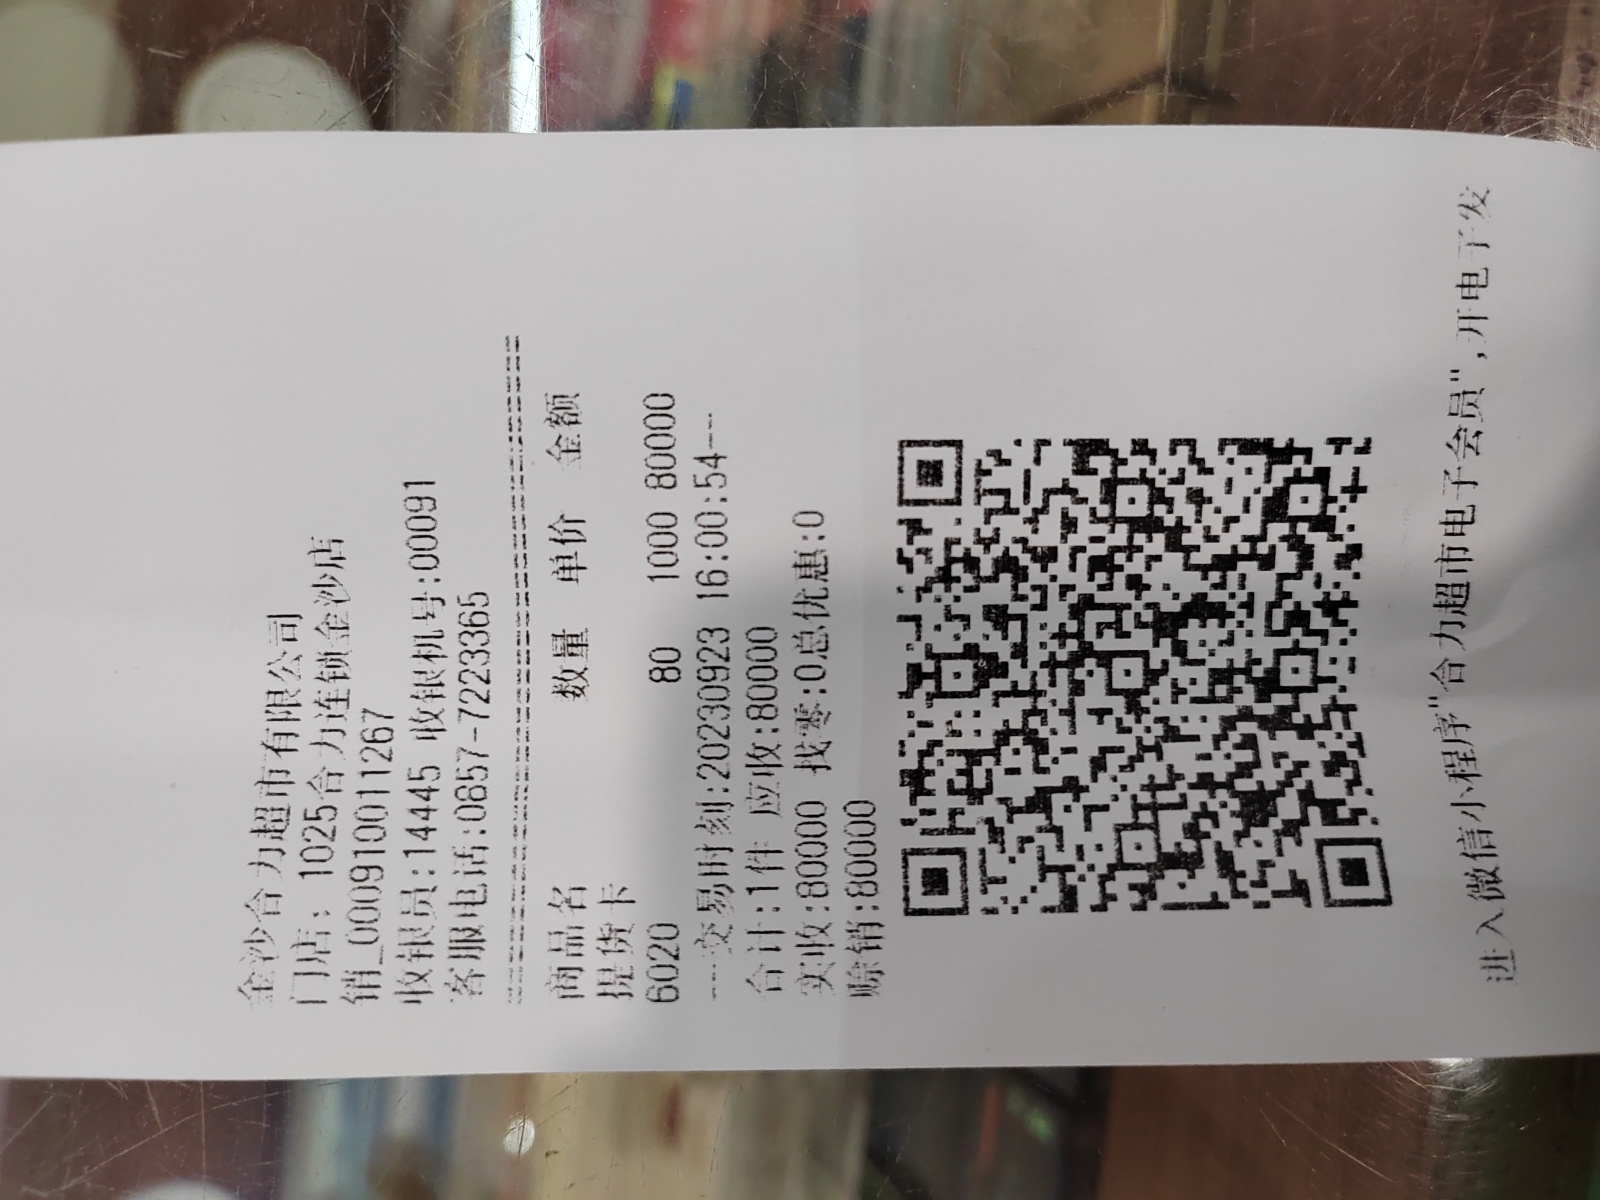 金沙合力超市有限公司
门店: 1025合力连锁金沙店
销_000910011267
收银员:14445 收银机号:00091
客服电话:0857-7223365
商品名 数量 单价 金额
提货卡
6020 80 1000 80000
---交易时刻:20230923 16:00:54---
合计:1件 应收:80000
实收:80000 找零:0总优惠:0
赊销:80000
进入微信小程序"合力超市电子会员",开电子发